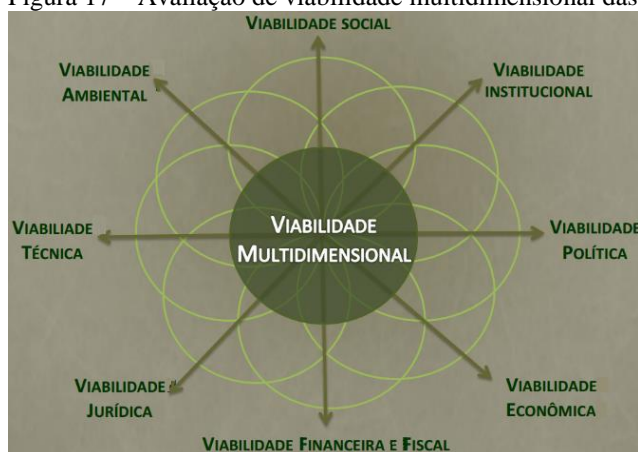 Figura 17 – Avaliação de viabilidade multidimensional das
VIABILIDADE SOCIAL
VIABILIDADE
AMBIENTAL
VIABILIDADE
INSTITUCIONAL
VIABILIADE
TÉCNICA
VIABILIDADE
MULTIDIMENSIONAL
VIABILIDADE
POLÍTICA
VIABILIDADE
JURÍDICA
VIABILIDADE
ECONÔMICA
VIABILIDADE FINANCEIRA E FISCAL